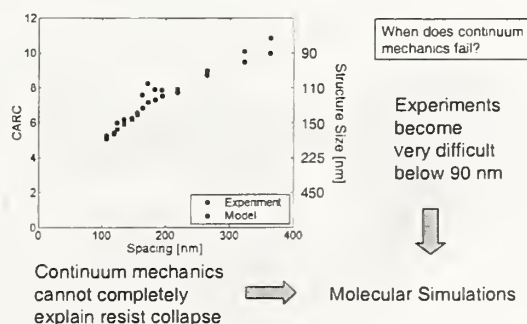 12
10
8
6
4
2
0
CARC
0 100 200 300 400
Spacing [nm]
90
110
150
225
450
Structure Size [nm]
Experiment
Model
When does continuum
mechanics fail?
Experiments
become
very difficult
below 90 nm
Continuum mechanics
cannot completely
explain resist collapse
Molecular Simulations